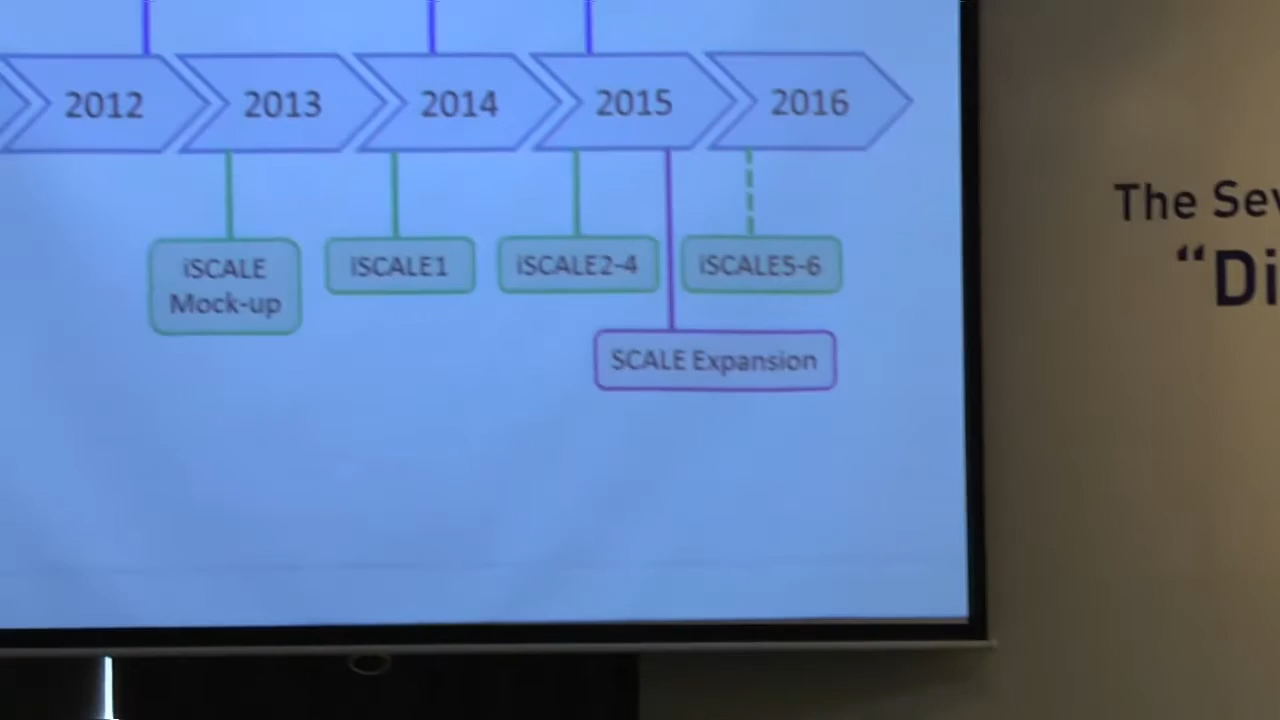 2012 2013 2014 2015 2016
iSCALE
Mock-up
iSCALE1
iSCALE2-4
iSCALE5-6
SCALE Expansion
The Sev
“Di